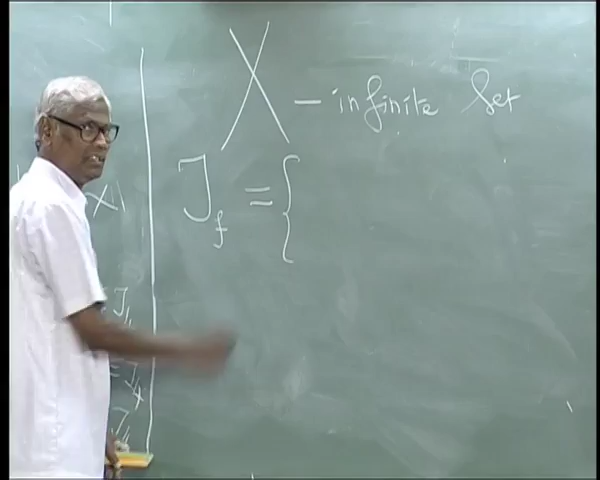 X - infinite Set
J_f = {
X